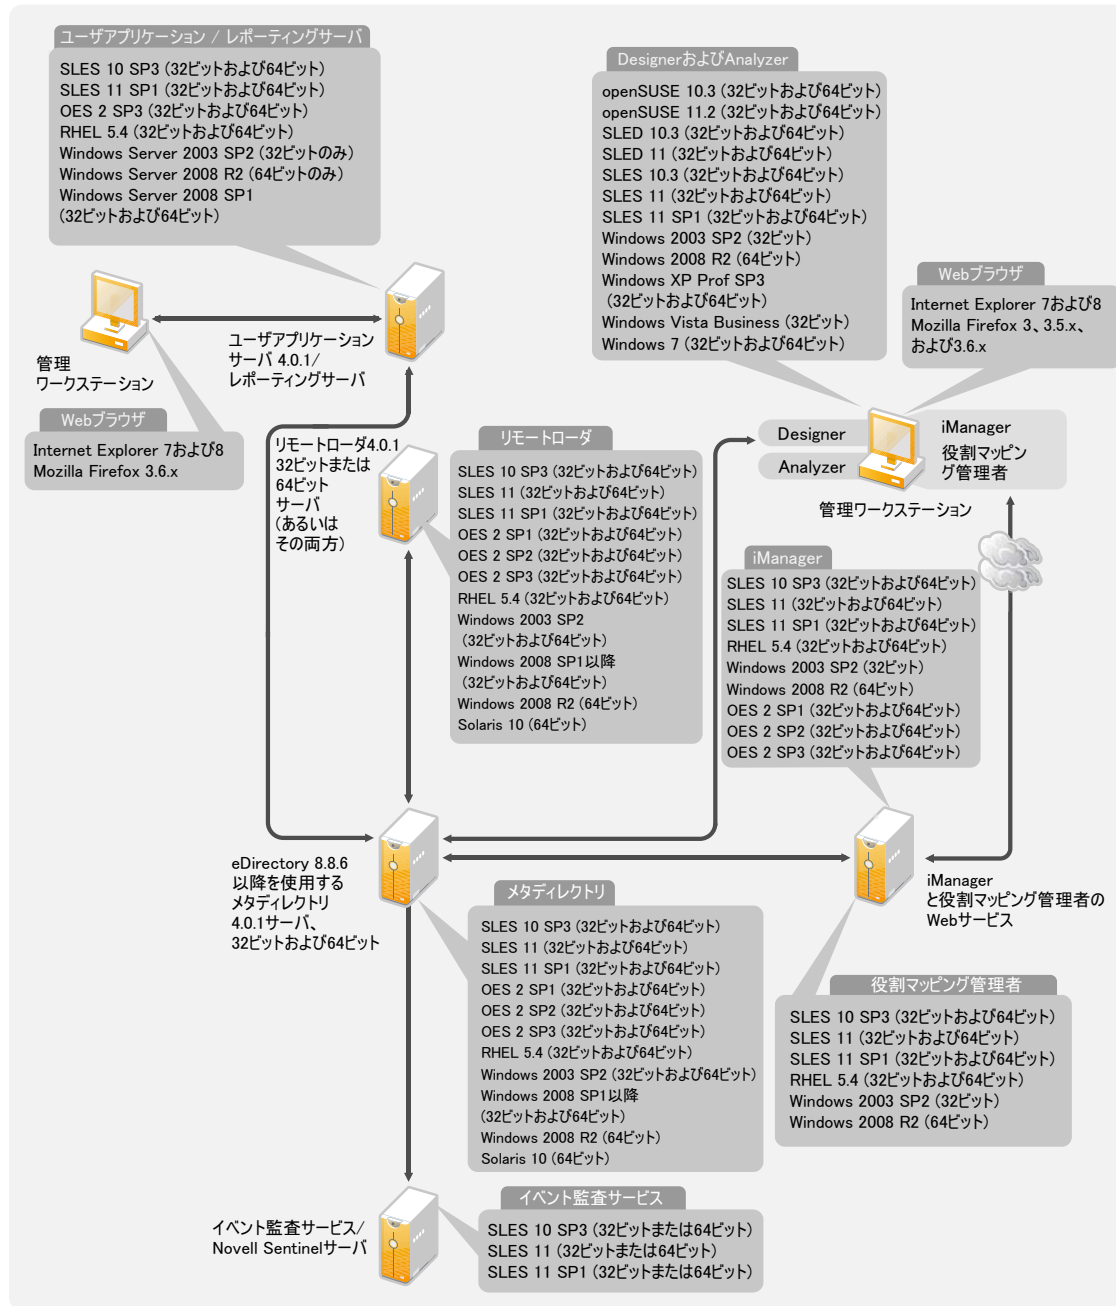 ユーザアプリケーション / レポーティングサーバ
SLES 10 SP3 (32ビットおよび64ビット)
SLES 11 SP1 (32ビットおよび64ビット)
OES 2 SP3 (32ビットおよび64ビット)
RHEL 5.4 (32ビットおよび64ビット)
Windows Server 2003 SP2 (32ビットのみ)
Windows Server 2008 R2 (64ビットのみ)
Windows Server 2008 SP1
(32ビットおよび64ビット)
DesignerおよびAnalyzer
openSUSE 10.3 (32ビットおよび64ビット)
openSUSE 11.2 (32ビットおよび64ビット)
SLED 10.3 (32ビットおよび64ビット)
SLED 11 (32ビットおよび64ビット)
SLES 10.3 (32ビットおよび64ビット)
SLES 11 (32ビットおよび64ビット)
SLES 11 SP1 (32ビットおよび64ビット)
Windows 2003 SP2 (32ビット)
Windows 2008 R2 (64ビット)
Windows XP Prof SP3
(32ビットおよび64ビット)
Windows Vista Business (32ビット)
Windows 7 (32ビットおよび64ビット)
Webブラウザ
Internet Explorer 7および8
Mozilla Firefox 3、3.5.x、
および3.6.x
ユーザアプリケーション
サーバ 4.0.1/
レポーティングサーバ
管理
ワークステーション
Webブラウザ
Internet Explorer 7および8
Mozilla Firefox 3.6.x
リモートローダ4.0.1
32ビットまたは
64ビット
サーバ
(あるいは
その両方)
リモートローダ
SLES 10 SP3 (32ビットおよび64ビット)
SLES 11 (32ビットおよび64ビット)
SLES 11 SP1 (32ビットおよび64ビット)
OES 2 SP1 (32ビットおよび64ビット)
OES 2 SP2 (32ビットおよび64ビット)
OES 2 SP3 (32ビットおよび64ビット)
RHEL 5.4 (32ビットおよび64ビット)
Windows 2003 SP2
(32ビットおよび64ビット)
Windows 2008 SP1以降
(32ビットおよび64ビット)
Windows 2008 R2 (64ビット)
Solaris 10 (64ビット)
Designer
Analyzer
iManager
役割マッピン
グ管理者
管理ワークステーション
iManager
SLES 10 SP3 (32ビットおよび64ビット)
SLES 11 (32ビットおよび64ビット)
SLES 11 SP1 (32ビットおよび64ビット)
RHEL 5.4 (32ビットおよび64ビット)
Windows 2003 SP2 (32ビット)
Windows 2008 R2 (64ビット)
OES 2 SP1 (32ビットおよび64ビット)
OES 2 SP2 (32ビットおよび64ビット)
OES 2 SP3 (32ビットおよび64ビット)
eDirectory 8.8.6
以降を使用する
メタディレクトリ
4.0.1サーバ、
32ビットおよび64ビット
iManager
と役割マッピング管理者の
Webサービス
メタディレクトリ
SLES 10 SP3 (32ビットおよび64ビット)
SLES 11 (32ビットおよび64ビット)
SLES 11 SP1 (32ビットおよび64ビット)
OES 2 SP1 (32ビットおよび64ビット)
OES 2 SP2 (32ビットおよび64ビット)
OES 2 SP3 (32ビットおよび64ビット)
RHEL 5.4 (32ビットおよび64ビット)
Windows 2003 SP2 (32ビットおよび64ビット)
Windows 2008 SP1以降
(32ビットおよび64ビット)
Windows 2008 R2 (64ビット)
Solaris 10 (64ビット)
役割マッピング管理者
SLES 10 SP3 (32ビットおよび64ビット)
SLES 11 (32ビットおよび64ビット)
SLES 11 SP1 (32ビットおよび64ビット)
RHEL 5.4 (32ビットおよび64ビット)
Windows 2003 SP2 (32ビット)
Windows 2008 R2 (64ビット)
イベント監査サービス/
Novell Sentinelサーバ
イベント監査サービス
SLES 10 SP3 (32ビットまたは64ビット)
SLES 11 (32ビットまたは64ビット)
SLES 11 SP1 (32ビットまたは64ビット)